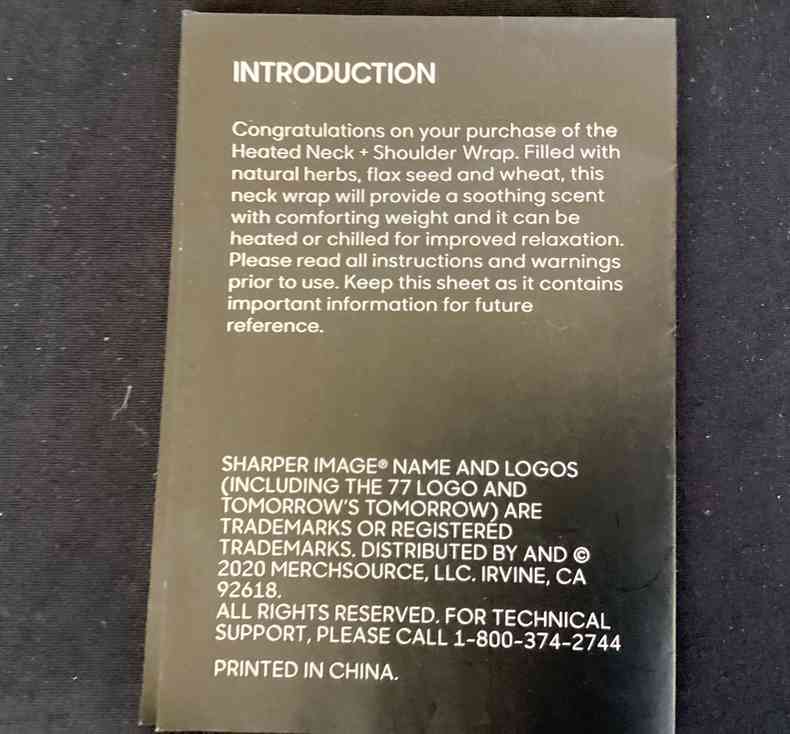 INTRODUCTION
Congratulations on your purchase of the
Heated Neck + Shoulder Wrap. Filled with
natural herbs, flax seed and wheat, this
neck wrap will provide a soothing scent
with comforting weight and it can be
heated or chilled for improved relaxation.
Please read all instructions and warnings
prior to use. Keep this sheet as it contains
important information for future
reference.
SHARPER IMAGE® NAME AND LOGOS
(INCLUDING THE 77 LOGO AND
TOMORROW'S TOMORROW) ARE
TRADEMARKS OR REGISTERED
TRADEMARKS. DISTRIBUTED BY AND ©
2020 MERCHSOURCE, LLC. IRVINE, CA
92618.
ALL RIGHTS RESERVED. FOR TECHNICAL
SUPPORT, PLEASE CALL 1-800-374-2744
PRINTED IN CHINA.